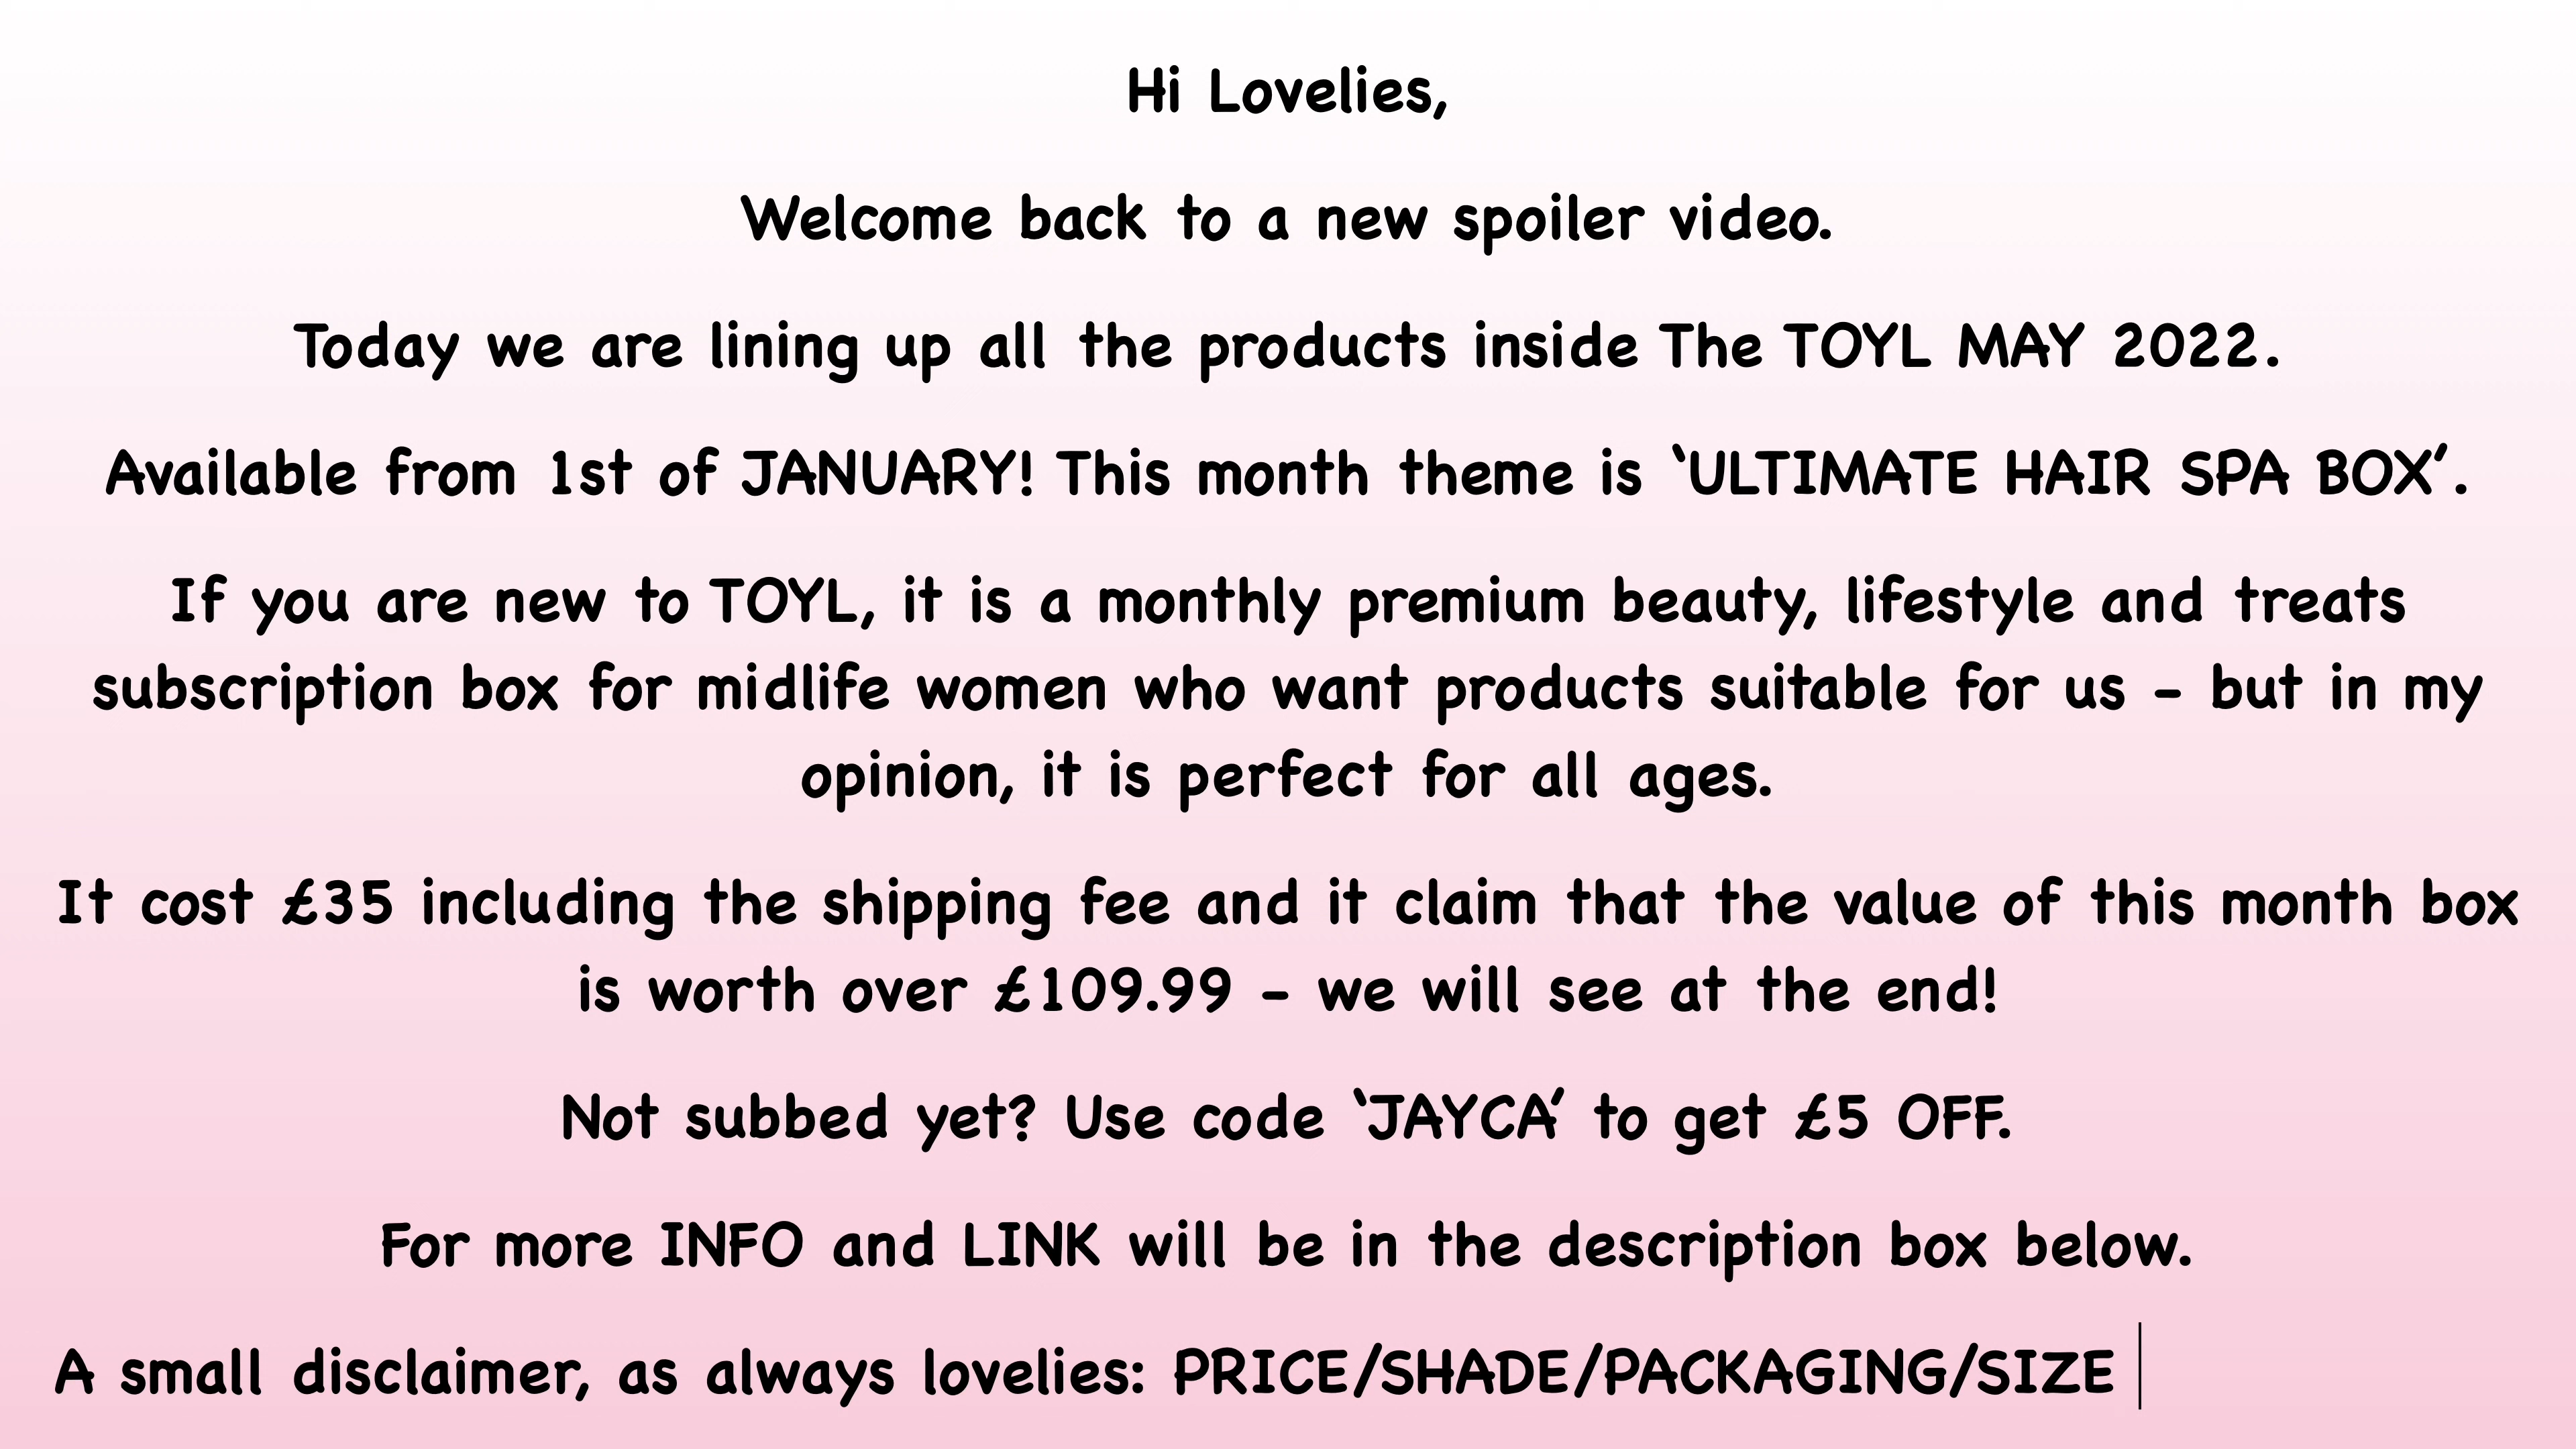 Hi Lovelies,
Welcome back to a new spoiler video.
Today we are lining up all the products inside The TOYL MAY 2022.
Available from 1st of JANUARY! This month theme is ‘ULTIMATE HAIR SPA BOX’.
If you are new to TOYL, it is a monthly premium beauty, lifestyle and treats
subscription box for midlife women who want products suitable for us – but in my
opinion, it is perfect for all ages.
It cost £35 including the shipping fee and it claim that the value of this month box
is worth over £109.99 – we will see at the end!
Not subbed yet? Use code ‘JAYCA’ to get £5 OFF.
For more INFO and LINK will be in the description box below.
A small disclaimer, as always lovelies: PRICE/SHADE/PACKAGING/SIZE